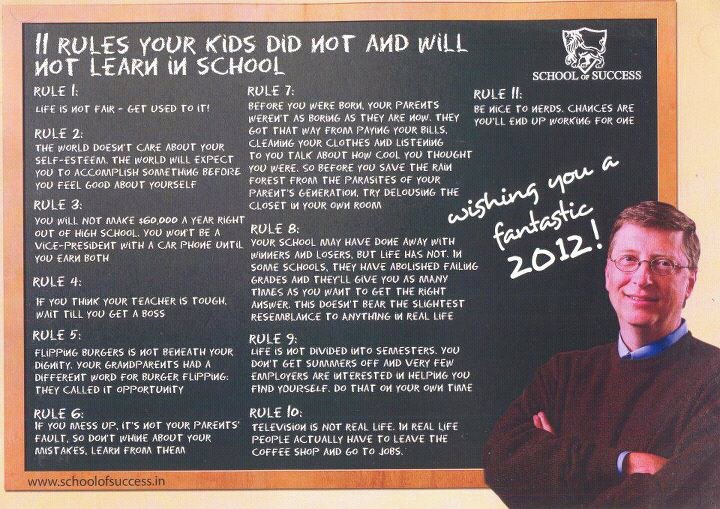 11 RULES YOUR KIDS DID NOT AND WILL
NOT LEARN IN SCHOOL
RULE 1:
LIFE IS NOT FAIR - GET USED TO IT!
RULE 2:
THE WORLD DOESN'T CARE ABOUT YOUR
SELF-ESTEEM. THE WORLD WILL EXPECT
YOU TO ACCOMPLISH SOMETHING BEFORE
YOU FEEL GOOD ABOUT YOURSELF
RULE 3:
YOU WILL NOT MAKE $60,000 A YEAR RIGHT
OUT OF HIGH SCHOOL. YOU WON'T BE A
VICE-PRESIDENT WITH A CAR PHONE UNTIL
YOU EARN BOTH
RULE 4:
IF YOU THINK YOUR TEACHER IS TOUGH,
WAIT TILL YOU GET A BOSS
RULE 5:
FLIPPING BURGERS IS NOT BENEATH YOUR
DIGNITY. YOUR GRANDPARENTS HAD A
DIFFERENT WORD FOR BURGER FLIPPING:
THEY CALLED IT OPPORTUNITY
RULE 6:
IF YOU MESS UP, IT'S NOT YOUR PARENTS'
FAULT, SO DON'T WHINE ABOUT YOUR
MISTAKES, LEARN FROM THEM
RULE 7:
BEFORE YOU WERE BORN, YOUR PARENTS
WEREN'T AS BORING AS THEY ARE NOW. THEY
GOT THAT WAY FROM PAYING YOUR BILLS,
CLEANING YOUR CLOTHES AND LISTENING
TO YOU TALK ABOUT HOW COOL YOU THOUGHT
YOU WERE. SO BEFORE YOU SAVE THE RAIN
FOREST FROM THE PARASITES OF YOUR
PARENT'S GENERATION, TRY DELOUSING THE
CLOSET IN YOUR OWN ROOM
RULE 8:
YOUR SCHOOL MAY HAVE DONE AWAY WITH
WINNERS AND LOSERS, BUT LIFE HAS NOT. IN
SOME SCHOOLS, THEY HAVE ABOLISHED FAILING
GRADES AND THEY'LL GIVE YOU AS MANY
TIMES AS YOU WANT TO GET THE RIGHT
ANSWER. THIS DOESN'T BEAR THE SLIGHTEST
RESEMBLANCE TO ANYTHING IN REAL LIFE
RULE 9:
LIFE IS NOT DIVIDED INTO SEMESTERS. YOU
DON'T GET SUMMERS OFF AND VERY FEW
EMPLOYERS ARE INTERESTED IN HELPING YOU
FIND YOURSELF. DO THAT ON YOUR OWN TIME
RULE 10:
TELEVISION IS NOT REAL LIFE. IN REAL LIFE
PEOPLE ACTUALLY HAVE TO LEAVE THE
COFFEE SHOP AND GO TO JOBS.
SCHOOL OF SUCCESS
RULE 11:
BE NICE TO NERDS. CHANCES ARE
YOU'LL END UP WORKING FOR ONE
wishing you a
fantastic
2012!
www.schoolofsuccess.in